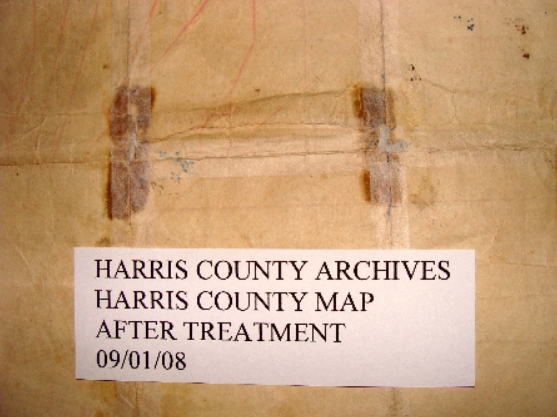 HARRIS COUNTY ARCHIVES
HARRIS COUNTY MAP
AFTER TREATMENT
09/01/08